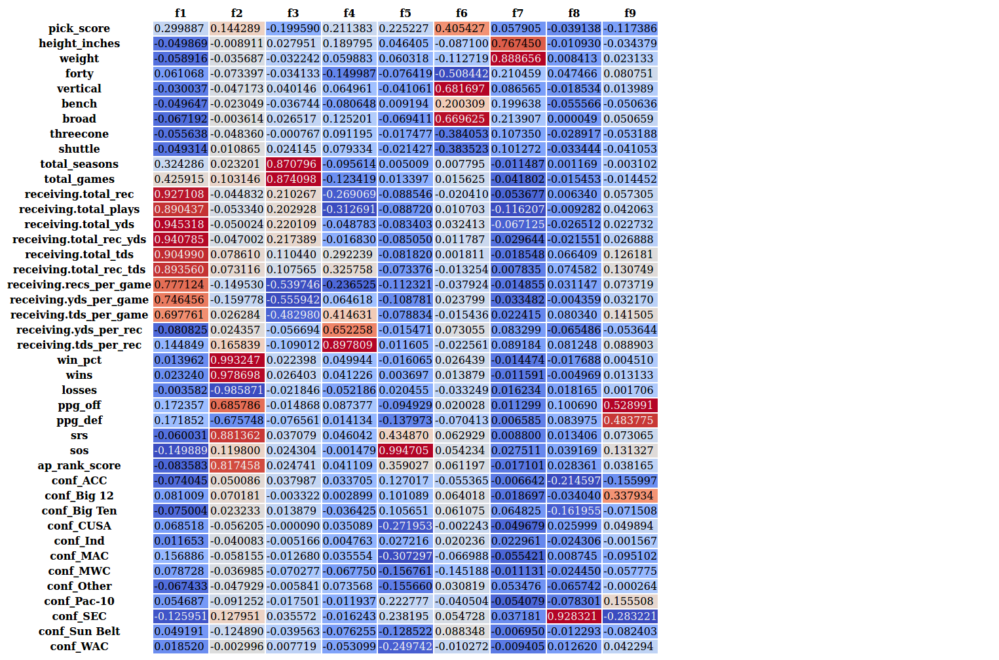 f1 f2 f3 f4 f5 f6 f7 f8 f9
pick_score 0.299887 0.144289 -0.199590 0.211383 0.225227 0.405427 0.057905 -0.039138 -0.117386
height_inches -0.049869 -0.008911 0.027951 0.189795 0.046405 -0.087100 0.767450 -0.010930 -0.034379
weight -0.058916 -0.035687 -0.032242 0.059883 0.060318 -0.112719 0.888656 0.008413 0.023133
forty 0.061068 -0.073397 -0.034133 -0.149987 -0.076419 -0.508442 0.210459 0.047466 0.080751
vertical -0.030037 -0.047173 0.040146 0.064961 -0.041061 0.681697 0.086565 -0.018534 0.013989
bench -0.049647 -0.023049 -0.036744 -0.080648 0.009194 0.200309 0.199638 -0.055566 -0.050636
broad -0.067192 -0.003614 0.026517 0.125201 -0.069411 0.669625 0.213907 0.000049 0.050659
threecone -0.055638 -0.048360 -0.000767 0.091195 -0.017477 -0.384053 0.107350 -0.028917 -0.053188
shuttle -0.049314 0.010865 0.024145 0.079334 -0.021427 -0.383523 0.101272 -0.033444 -0.041053
total_seasons 0.324286 0.023201 0.870796 -0.095614 0.005009 0.007795 -0.011487 0.001169 -0.003102
total_games 0.425915 0.103146 0.874098 -0.123419 0.013397 0.015625 -0.041802 -0.015453 -0.014452
receiving.total_rec 0.927108 -0.044832 0.210267 -0.269069 -0.088546 -0.020410 -0.053677 0.006340 0.057305
receiving.total_plays 0.890437 -0.053340 0.202928 -0.312691 -0.088720 0.010703 -0.116207 -0.009282 0.042063
receiving.total_yds 0.945318 -0.050024 0.220109 -0.048783 -0.083403 0.032413 -0.067125 -0.026512 0.022732
receiving.total_rec_yds 0.940785 -0.047002 0.217389 -0.016830 -0.085050 0.011787 -0.029644 -0.021551 0.026888
receiving.total_tds 0.904990 0.078610 0.110440 0.292239 -0.081820 0.001811 -0.018548 0.066409 0.126181
receiving.total_rec_tds 0.893560 0.073116 0.107565 0.325758 -0.073376 -0.013254 0.007835 0.074582 0.130749
receiving.recs_per_game 0.777124 -0.149530 -0.539746 -0.236525 -0.112321 -0.037924 -0.014855 0.031147 0.073719
receiving.yds_per_game 0.746456 -0.159778 -0.555942 0.064618 -0.108781 0.023799 -0.033482 -0.004359 0.032170
receiving.tds_per_game 0.697761 0.026284 -0.482980 0.414631 -0.078834 -0.015436 0.022415 0.080340 0.141505
receiving.yds_per_rec -0.080825 0.024357 -0.056694 0.652258 -0.015471 0.073055 0.083299 -0.065486 -0.053644
receiving.tds_per_rec 0.144849 0.165839 -0.109012 0.897809 0.011605 -0.022561 0.089184 0.081248 0.088903
win_pct 0.013962 0.993247 0.022398 0.049944 -0.016065 0.026439 -0.014474 -0.017688 0.004510
wins 0.023240 0.978698 0.026403 0.041226 0.003697 0.013879 -0.011591 -0.004969 0.013133
losses -0.003582 -0.985871 -0.021846 -0.052186 0.020455 -0.033249 0.016234 0.018165 0.001706
ppg_off 0.172357 0.685786 -0.014868 0.087377 -0.094929 0.020028 0.011299 0.100690 0.528991
ppg_def 0.171852 -0.675748 -0.076561 0.014134 -0.137973 -0.070413 0.006585 0.083975 0.483775
srs -0.060031 0.881362 0.037079 0.046042 0.434870 0.062929 0.008800 0.013406 0.073065
sos -0.149889 0.119800 0.024304 -0.001479 0.994705 0.054234 0.027511 0.039169 0.131327
ap_rank_score -0.083583 0.817458 0.024741 0.041109 0.359027 0.061197 -0.017101 0.028361 0.038165
conf_ACC -0.074045 0.050086 0.037987 0.033705 0.127017 -0.055365 -0.006642 -0.214597 -0.155997
conf_Big 12 0.081009 0.070181 -0.003322 0.002899 0.101089 0.064018 -0.018697 -0.034040 0.337934
conf_Big Ten -0.075004 0.023233 0.013879 -0.036425 0.105651 0.061075 0.064825 -0.161955 -0.071508
conf_CUSA 0.068518 -0.056205 -0.000090 0.035089 -0.271953 -0.002243 -0.049679 0.025999 0.049894
conf_Ind 0.011653 -0.040083 -0.005166 0.004763 0.027216 0.020236 0.022961 -0.024306 -0.001567
conf_MAC 0.156886 -0.058155 -0.012680 0.035554 -0.307297 -0.066988 -0.055421 0.008745 -0.095102
conf_MWC 0.078728 -0.036985 -0.070277 -0.067750 -0.156761 -0.145188 -0.011131 -0.024450 -0.057775
conf_Other -0.067433 -0.047929 -0.005841 0.073568 -0.155660 0.030819 0.053476 -0.065742 -0.000264
conf_Pac-10 0.054687 -0.091252 -0.017501 -0.011937 0.222777 -0.040504 -0.054079 -0.078301 0.155508
conf_SEC -0.125951 0.127951 0.035572 -0.016243 0.238195 0.054728 0.037181 0.928321 -0.283221
conf_Sun Belt 0.049191 -0.124890 -0.039563 -0.076255 -0.128522 0.088348 -0.006950 -0.012293 -0.082403
conf_WAC 0.018520 -0.002996 0.007719 -0.053099 -0.249742 -0.010272 -0.009405 0.012620 0.042294